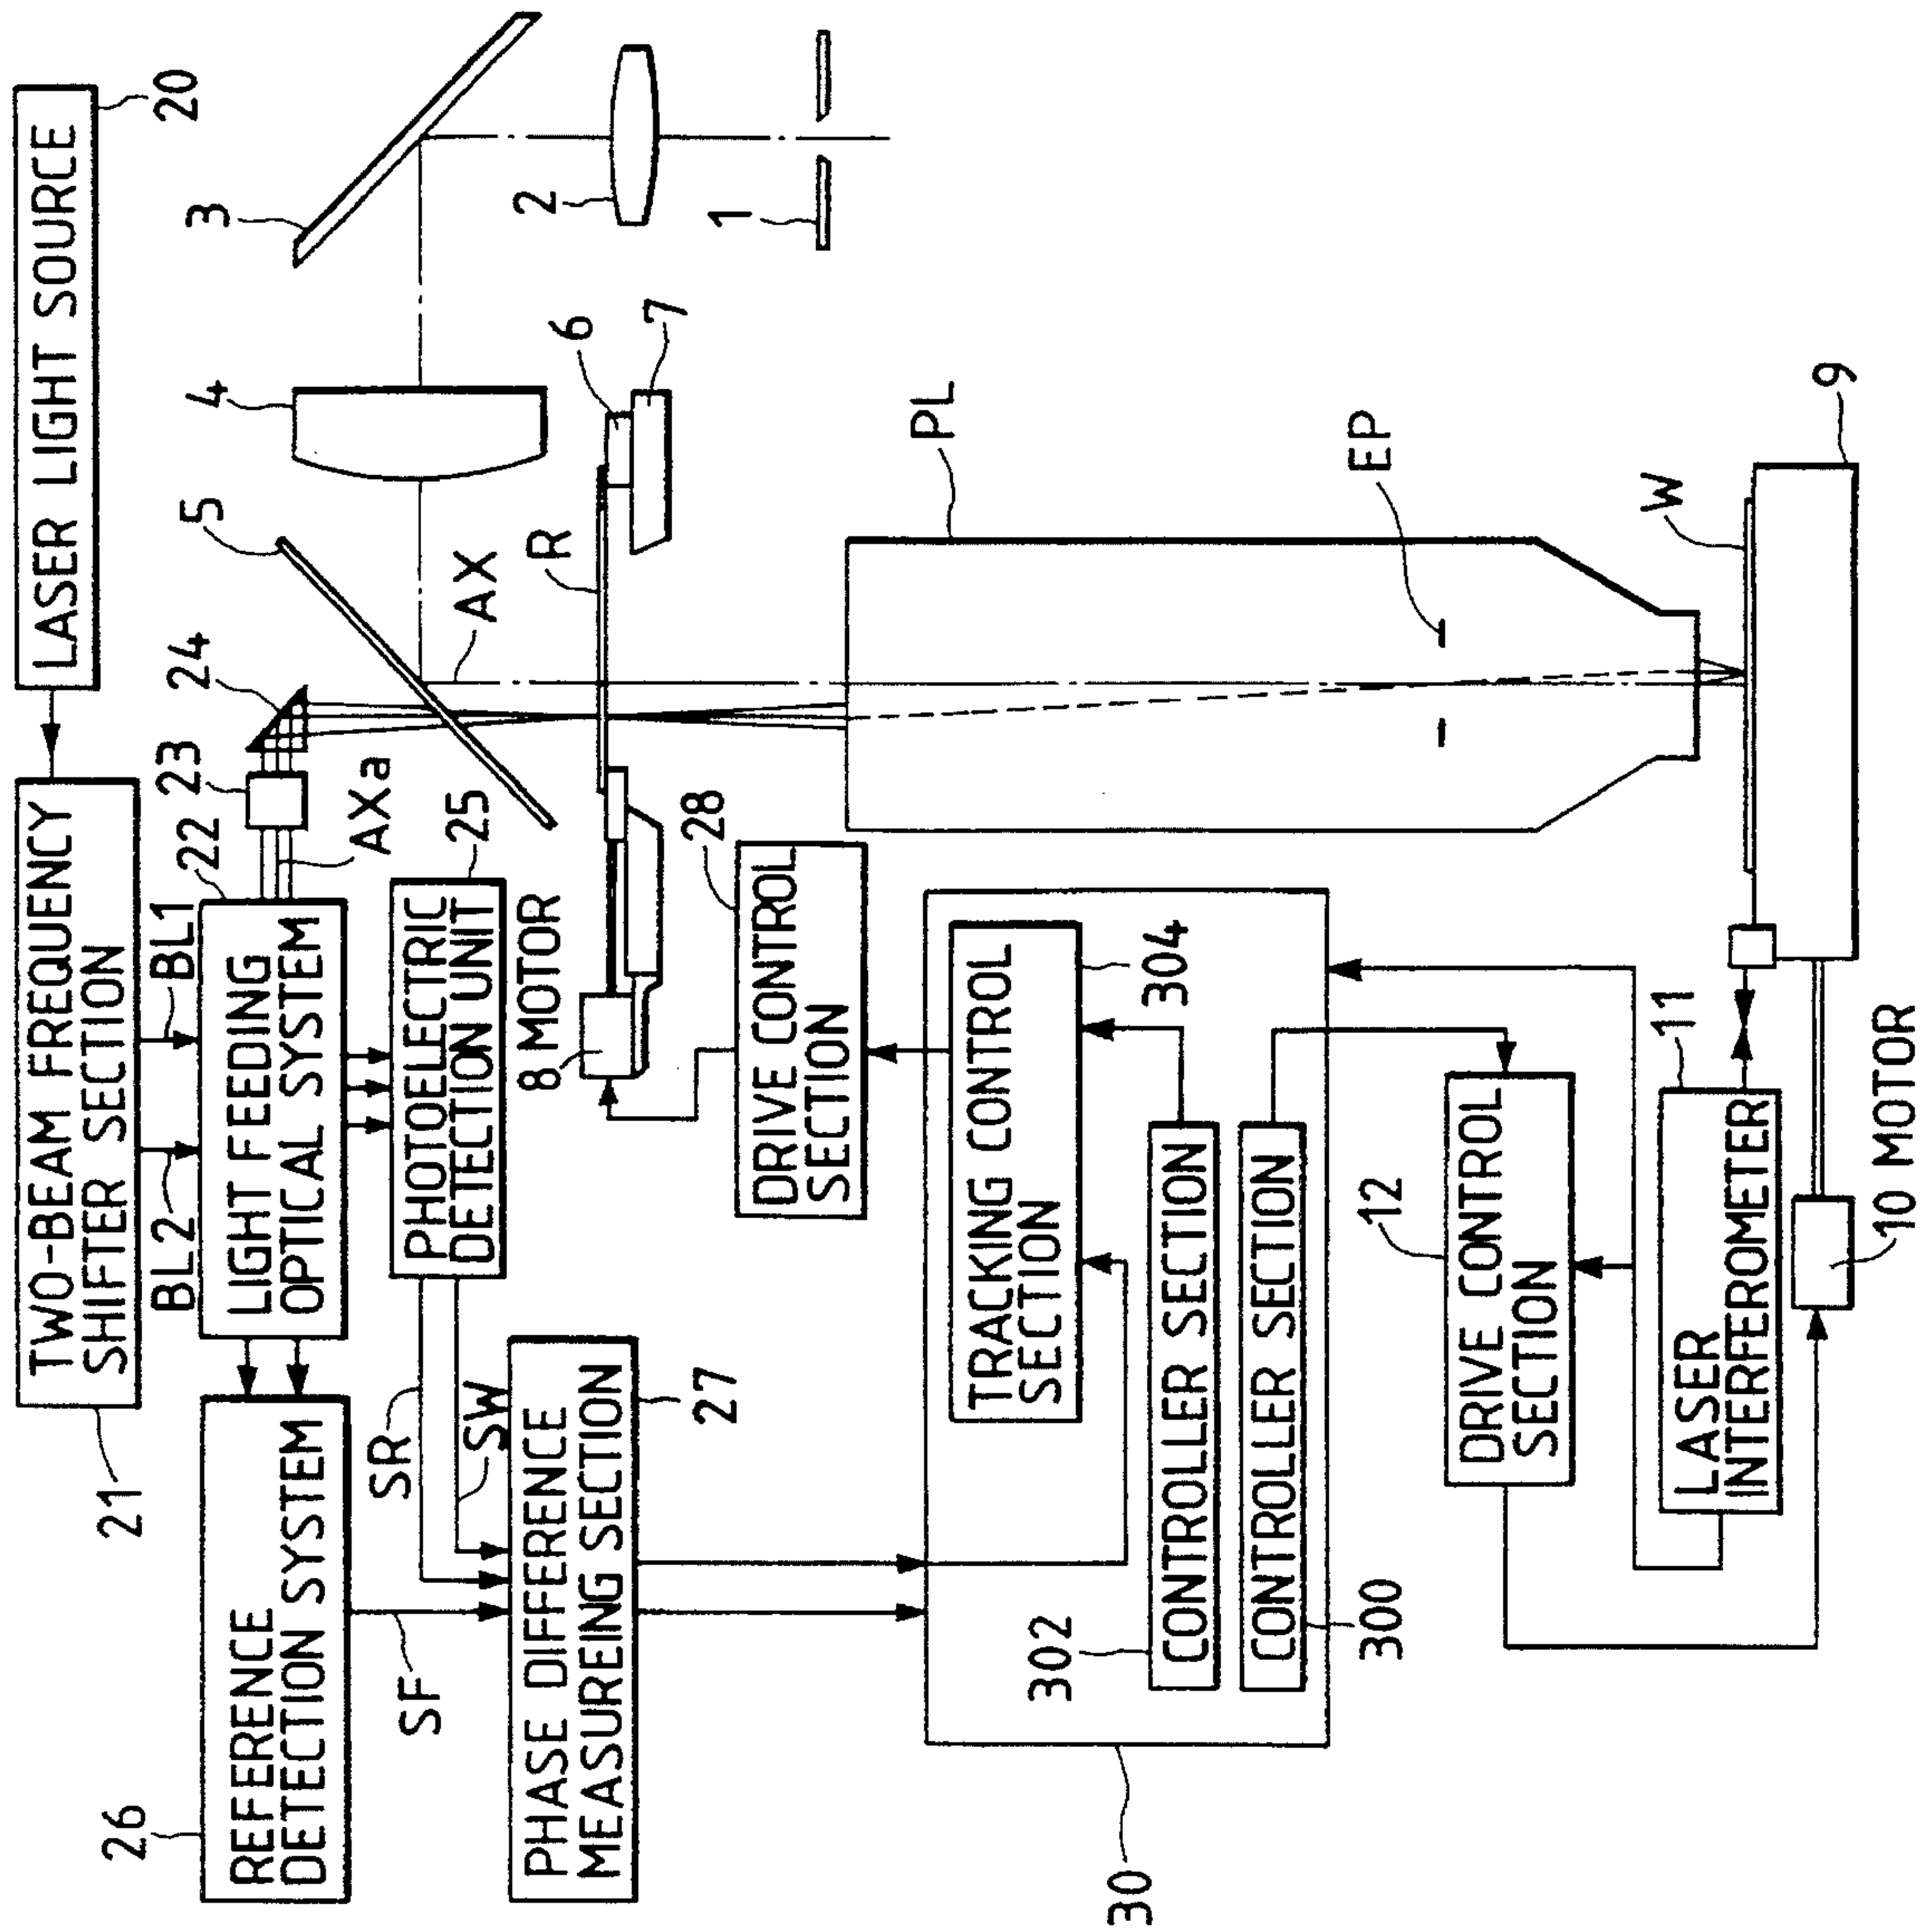 LASER LIGHT SOURCE
20
TWO-BEAM FREQUENCY
SHIFTER SECTION
21
BL1
BL2
22
23
24
AXa
LIGHT FEEDING
OPTICAL SYSTEM
REFERENCE
DETECTION SYSTEM
26
PHOTOELECTRIC
DETECTION UNIT
25
SR
SW
SF
PHASE DIFFERENCE
MEASUREING SECTION
27
3
2
1
4
5
6
7
R
AX
8 MOTOR
28
DRIVE CONTROL
SECTION
PL
EP
W
9
TRACKING CONTROL
SECTION
304
CONTROLLER SECTION
302
CONTROLLER SECTION
300
30
12
DRIVE CONTROL
SECTION
11
LASER
INTERFEROMETER
10 MOTOR